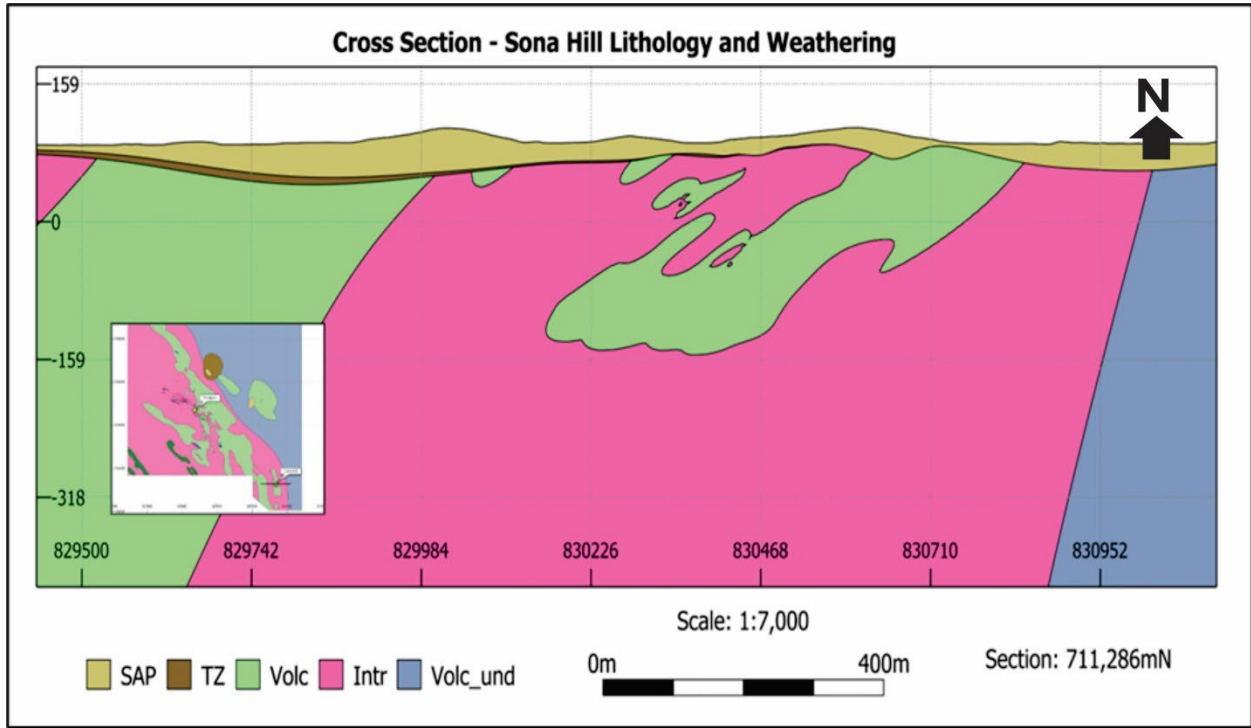 Cross Section - Sona Hill Lithology and Weathering
159
N
0
-159
-318
829500 829742 829984 830226 830468 830710 830952
Scale: 1:7,000
0m 400m
Section: 711,286mN
SAP TZ Volc Intr Volc_und